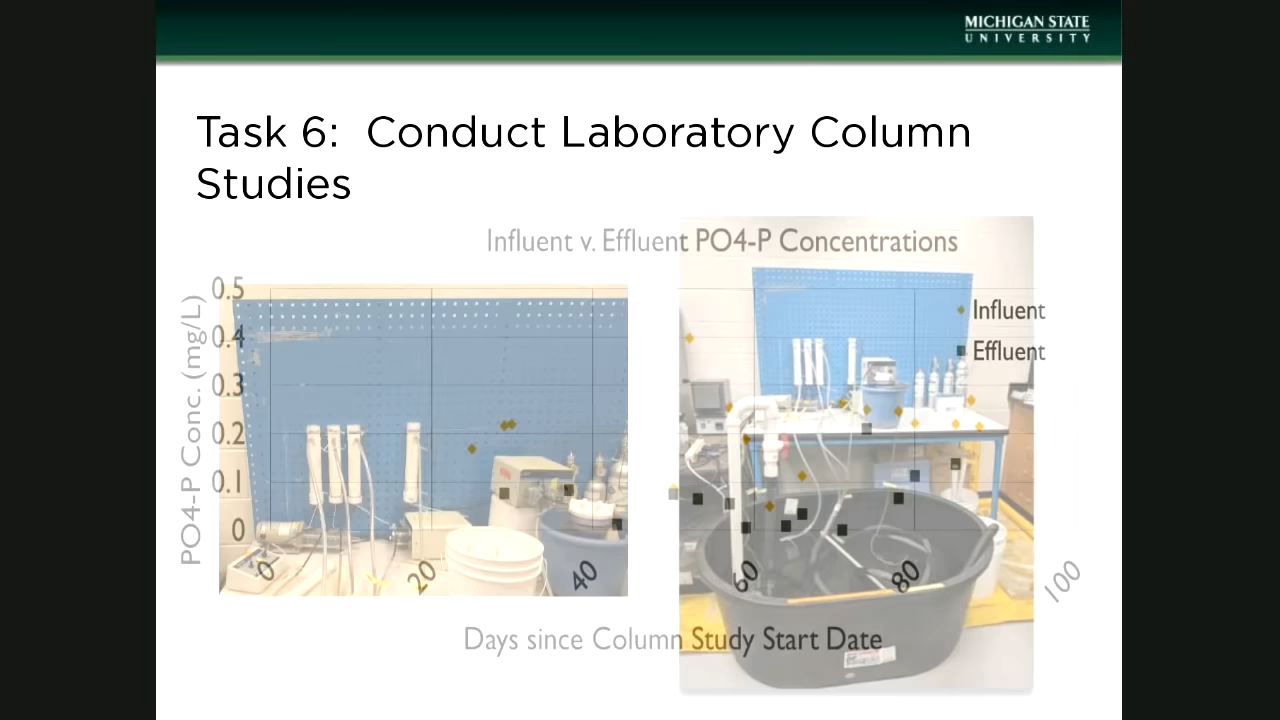 MICHIGAN STATE
UNIVERSITY
Task 6: Conduct Laboratory Column
Studies
Influent v. Effluent PO4-P Concentrations
PO4-P Conc. (mg/L)
0.5
0.4
0.3
0.2
0.1
0
Influent
Effluent
0
20
40
60
80
100
Days since Column Study Start Date